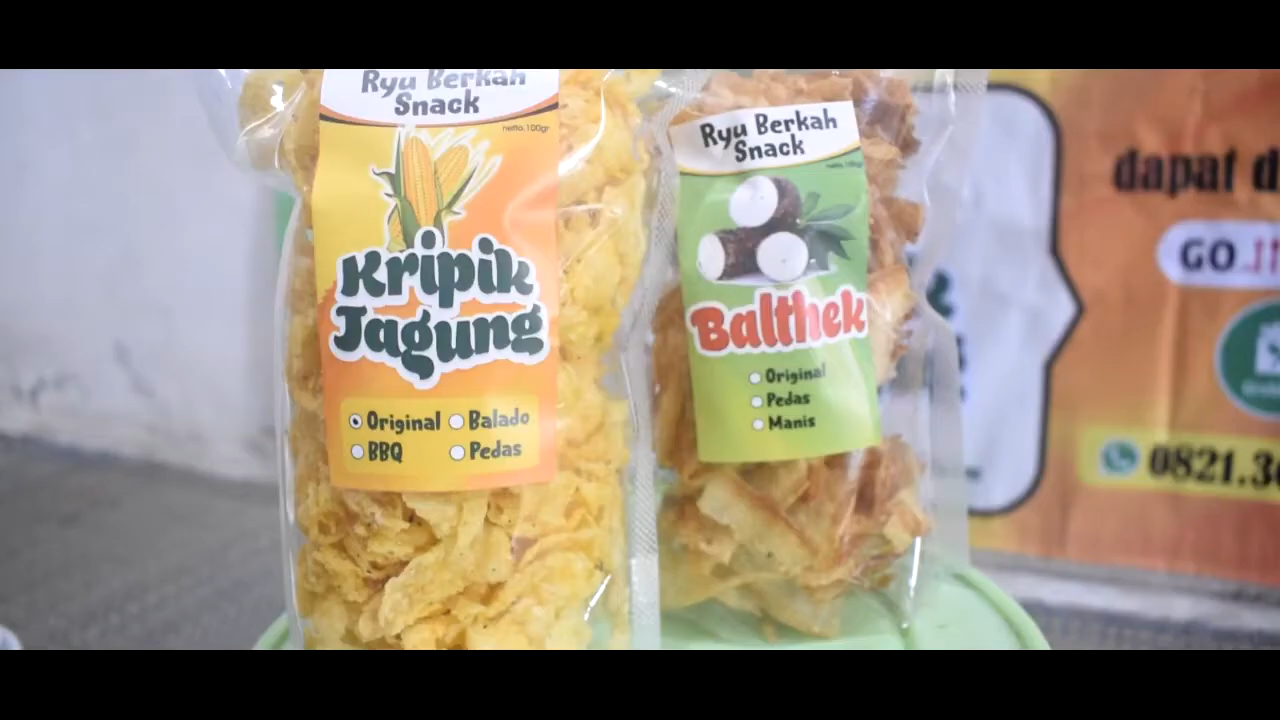 Ryu Berkah
Snack
netto.100gr
Kripik
Jagung
Original
Balado
BBQ
Pedas
Ryu Berkah
Snack
Balthek
Original
Pedas
Manis
dapat
GO
0821.3